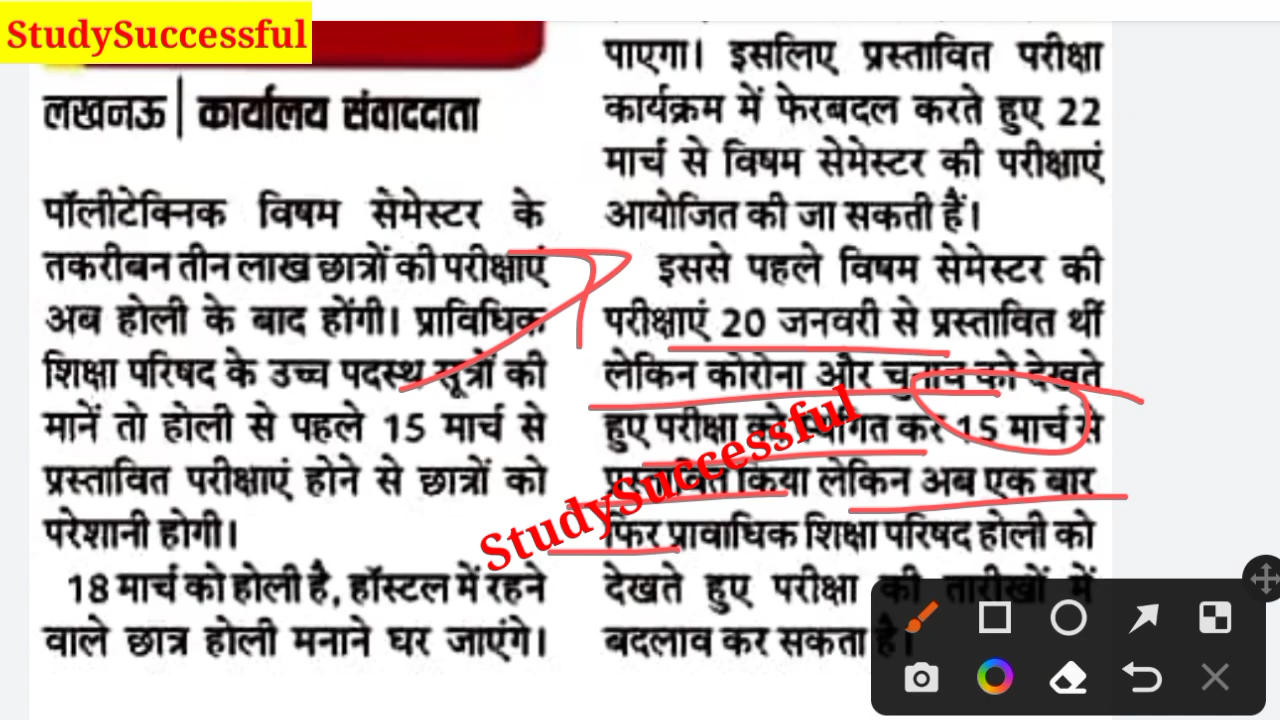 StudySuccessful
लखनऊ | कार्यालय संवाददाता
पॉलीटेक्निक विषम सेमेस्टर के
तकरीबन तीन लाख छात्रों की परीक्षाएं
अब होली के बाद होंगी। प्राविधिक
शिक्षा परिषद के उच्च पदस्थ सूत्रों की
मानें तो होली से पहले 15 मार्च से
प्रस्तावित परीक्षाएं होने से छात्रों को
परेशानी होगी।
18 मार्च को होली है, हॉस्टल में रहने
वाले छात्र होली मनाने घर जाएंगे।
पाएगा। इसलिए प्रस्तावित परीक्षा
कार्यक्रम में फेरबदल करते हुए 22
मार्च से विषम सेमेस्टर की परीक्षाएं
आयोजित की जा सकती हैं।
इससे पहले विषम सेमेस्टर की
परीक्षाएं 20 जनवरी से प्रस्तावित थीं
लेकिन कोरोना और चुनाव को देखते
हुए परीक्षा को स्थगित कर 15 मार्च से
प्रस्तावित किया लेकिन अब एक बार
फिर प्रावाधिक शिक्षा परिषद होली को
देखते हुए परीक्षा की तारीखों में
बदलाव कर सकता है।
StudySuccessful